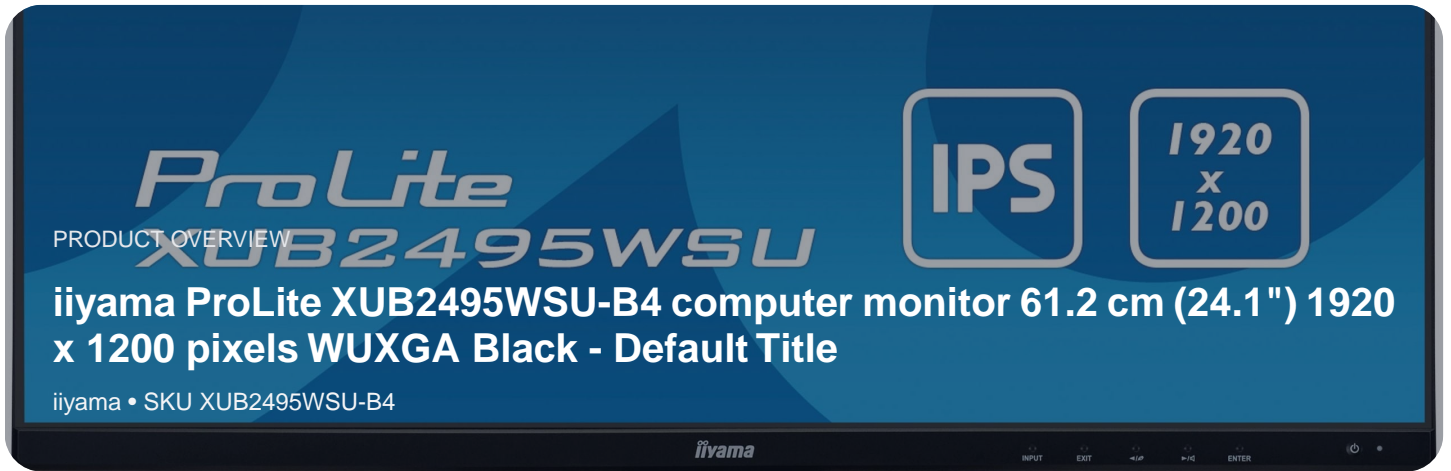 ProLite
XUB2495WSU
IPS
1920
x
1200
PRODUCT OVERVIEW
iiyama ProLite XUB2495WSU-B4 computer monitor 61.2 cm (24.1") 1920
x 1200 pixels WUXGA Black - Default Title
iiyama • SKU XUB2495WSU-B4
iiyama
INPUT EXIT ENTER